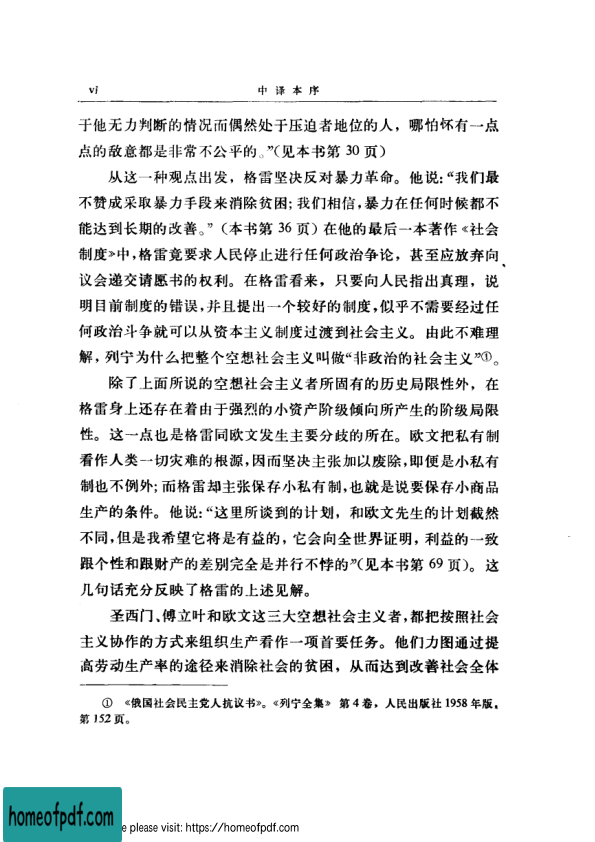 vi 中译本序
于他无力判断的情况而偶然处于压迫者地位的人，哪怕怀有一点
点的敌意都是非常不公平的。”(见本书第 30 页)
从这一种观点出发，格雷坚决反对暴力革命。他说：“我们最
不赞成采取暴力手段来消除贫困；我们相信，暴力在任何时候都不
能达到长期的改善。”（本书第 36 页）在他的最后一本著作《社会
制度》中，格雷竟要求人民停止进行任何政治争论，甚至应放弃向
议会递交请愿书的权利。在格雷看来，只要向人民指出真理，说
明目前制度的错误，并且提出一个较好的制度，似乎不需要经过任
何政治斗争就可以从资本主义制度过渡到社会主义。由此不难理
解，列宁为什么把整个空想社会主义叫做“非政治的社会主义”①。
除了上面所说的空想社会主义者所固有的历史局限性外，在
格雷身上还存在着由于强烈的小资产阶级倾向所产生的阶级局限
性。这一点也是格雷同欧文发生主要分歧的所在。欧文把私有制
看作人类一切灾难的根源，因而坚决主张加以废除，即便是小私有
制也不例外；而格雷却主张保存小私有制，也就是说要保存小商品
生产的条件。他说：“这里所谈到的计划，和欧文先生的计划截然
不同，但是我希望它将是有益的，它会向全世界证明，利益的一致
跟个性和跟财产的差别完全是并行不悖的”(见本书第 69 页)。这
几句话充分反映了格雷的上述见解。
圣西门、傅立叶和欧文这三大空想社会主义者，都把按照社会
主义协作的方式来组织生产看作一项首要任务。他们力图通过提
高劳动生产率的途径来消除社会的贫困，从而达到改善社会全体
① 《俄国社会民主党人抗议书》。《列宁全集》 第 4 卷，人民出版社 1958 年版，
第 152 页。
homeofpdf.com
e please visit: https://homeofpdf.com